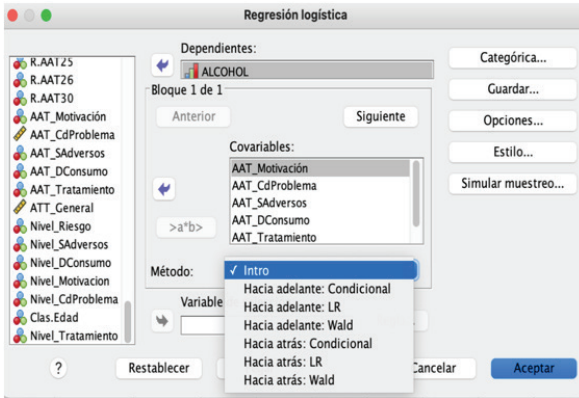 Regresión logística
R.AAT25
R.AAT26
R.AAT30
AAT_Motivación
AAT_CdProblema
AAT_SAdversos
AAT_DConsumo
AAT_Tratamiento
ATT_General
Nivel_Riesgo
Nivel_SAdversos
Nivel_DConsumo
Nivel_Motivacion
Nivel_CdProblema
Clas.Edad
Nivel_Tratamiento
Dependientes:
ALCOHOL
Bloque 1 de 1
Anterior
Siguiente
Covariables:
AAT_Motivación
AAT_CdProblema
AAT_SAdversos
AAT_DConsumo
AAT_Tratamiento
>a*b>
Método:
✓ Intro
Hacia adelante: Condicional
Hacia adelante: LR
Hacia adelante: Wald
Hacia atrás: Condicional
Hacia atrás: LR
Hacia atrás: Wald
Variable
Categórica...
Guardar...
Opciones...
Estilo...
Simular muestreo...
?
Restablecer
Cancelar
Aceptar